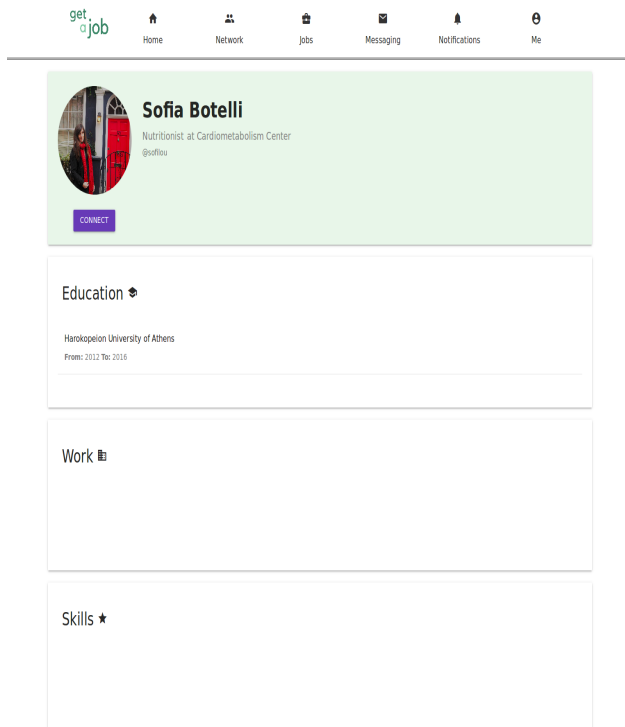 get
a job
Home
Network
Jobs
Messaging
Notifications
Me
Sofia Botelli
Nutritionist at Cardiometabolism Center
@sofilou
CONNECT
Education
Harokopeion University of Athens
From: 2012 To: 2016
Work
Skills